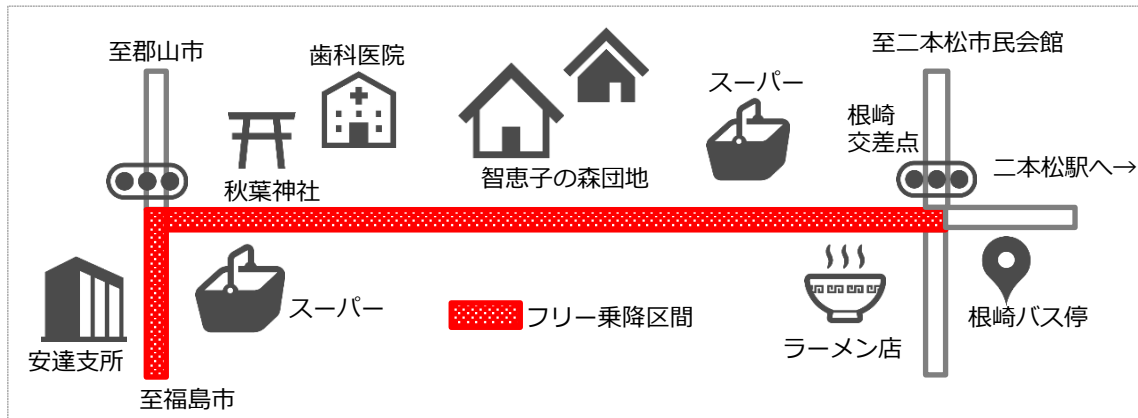 至郡山市
歯科医院
スーパー
至二本松市民会館
根崎
交差点
二本松駅へ→
秋葉神社
智恵子の森団地
安達支所
スーパー
フリー乗降区間
ラーメン店
根崎バス停
至福島市